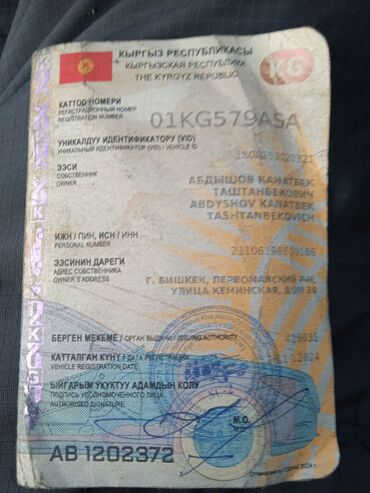 КЫРГЫЗ РЕСПУБЛИКАСЫ
КЫРГЫЗСКАЯ РЕСПУБЛИКА
THE KYRGYZ REPUBLIC
KG
КАТТОО НОМЕРИ
РЕГИСТРАЦИОННЫЙ НОМЕР
REGISTRATION NUMBER
01KG579ASA
УНИКАЛДУУ ИДЕНТИФИКАТОРУ (VID)
УНИКАЛЬНЫЙ ИДЕНТИФИКАТОР (VID) / VEHICLE ID
ЭЭСИ
СОБСТВЕННИК
OWNER
АБДЫШОВ КАНАТБЕК
ТАШТАНБЕКОВИЧ
ABDYSHOV KANATBEK
TASHTANBEKOVICH
ИЖН / ПИН, ИСН / ИНН
PERSONAL NUMBER
ЭЭСИНИН ДАРЕГИ
АДРЕС СОБСТВЕННИКА
OWNER'S ADDRESS
Г. БИШКЕК, ПЕРВОМАЙСКИЙ Р-Н,
УЛИЦА КЕМИНСКАЯ, ДОМ
БЕРГЕН МЕКЕМЕ / ОРГАН ВЫДАЧИ / ISSUING AUTHORITY
КАТТАЛГАН КҮНҮ / ДАТА РЕГИСТРАЦИИ
VEHICLE REGISTRATION DATE
ЫЙГАРЫМ УКУКТУУ АДАМДЫН КОЛУ
ПОДПИСЬ УПОЛНОМОЧЕННОГО ЛИЦА
AUTHORISED SIGNATURE
М.О.
AB 1202372